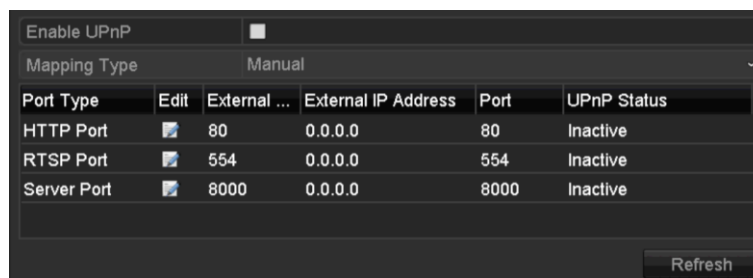 Enable UPnP
Mapping Type Manual
Port Type Edit External ... External IP Address Port UPnP Status
HTTP Port 80 0.0.0.0 80 Inactive
RTSP Port 554 0.0.0.0 554 Inactive
Server Port 8000 0.0.0.0 8000 Inactive
Refresh